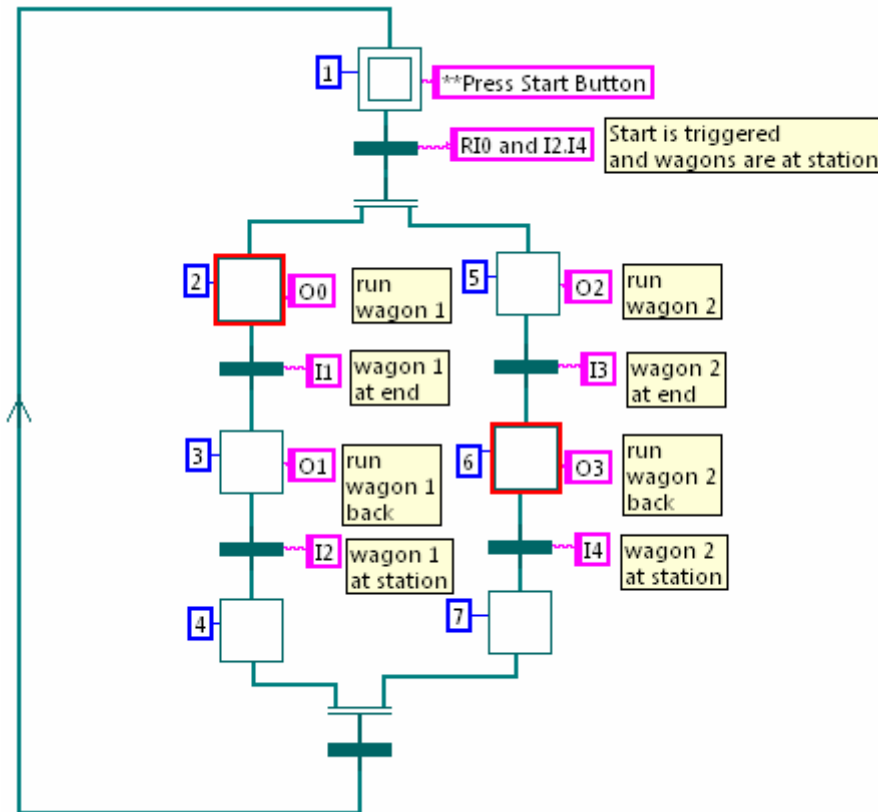 1
**Press Start Button
RI0 and I2.I4
Start is triggered
and wagons are at station
2
O0
run
wagon 1
5
O2
run
wagon 2
I1
wagon 1
at end
I3
wagon 2
at end
3
O1
run
wagon 1
back
6
O3
run
wagon 2
back
I2
wagon 1
at station
I4
wagon 2
at station
4
7